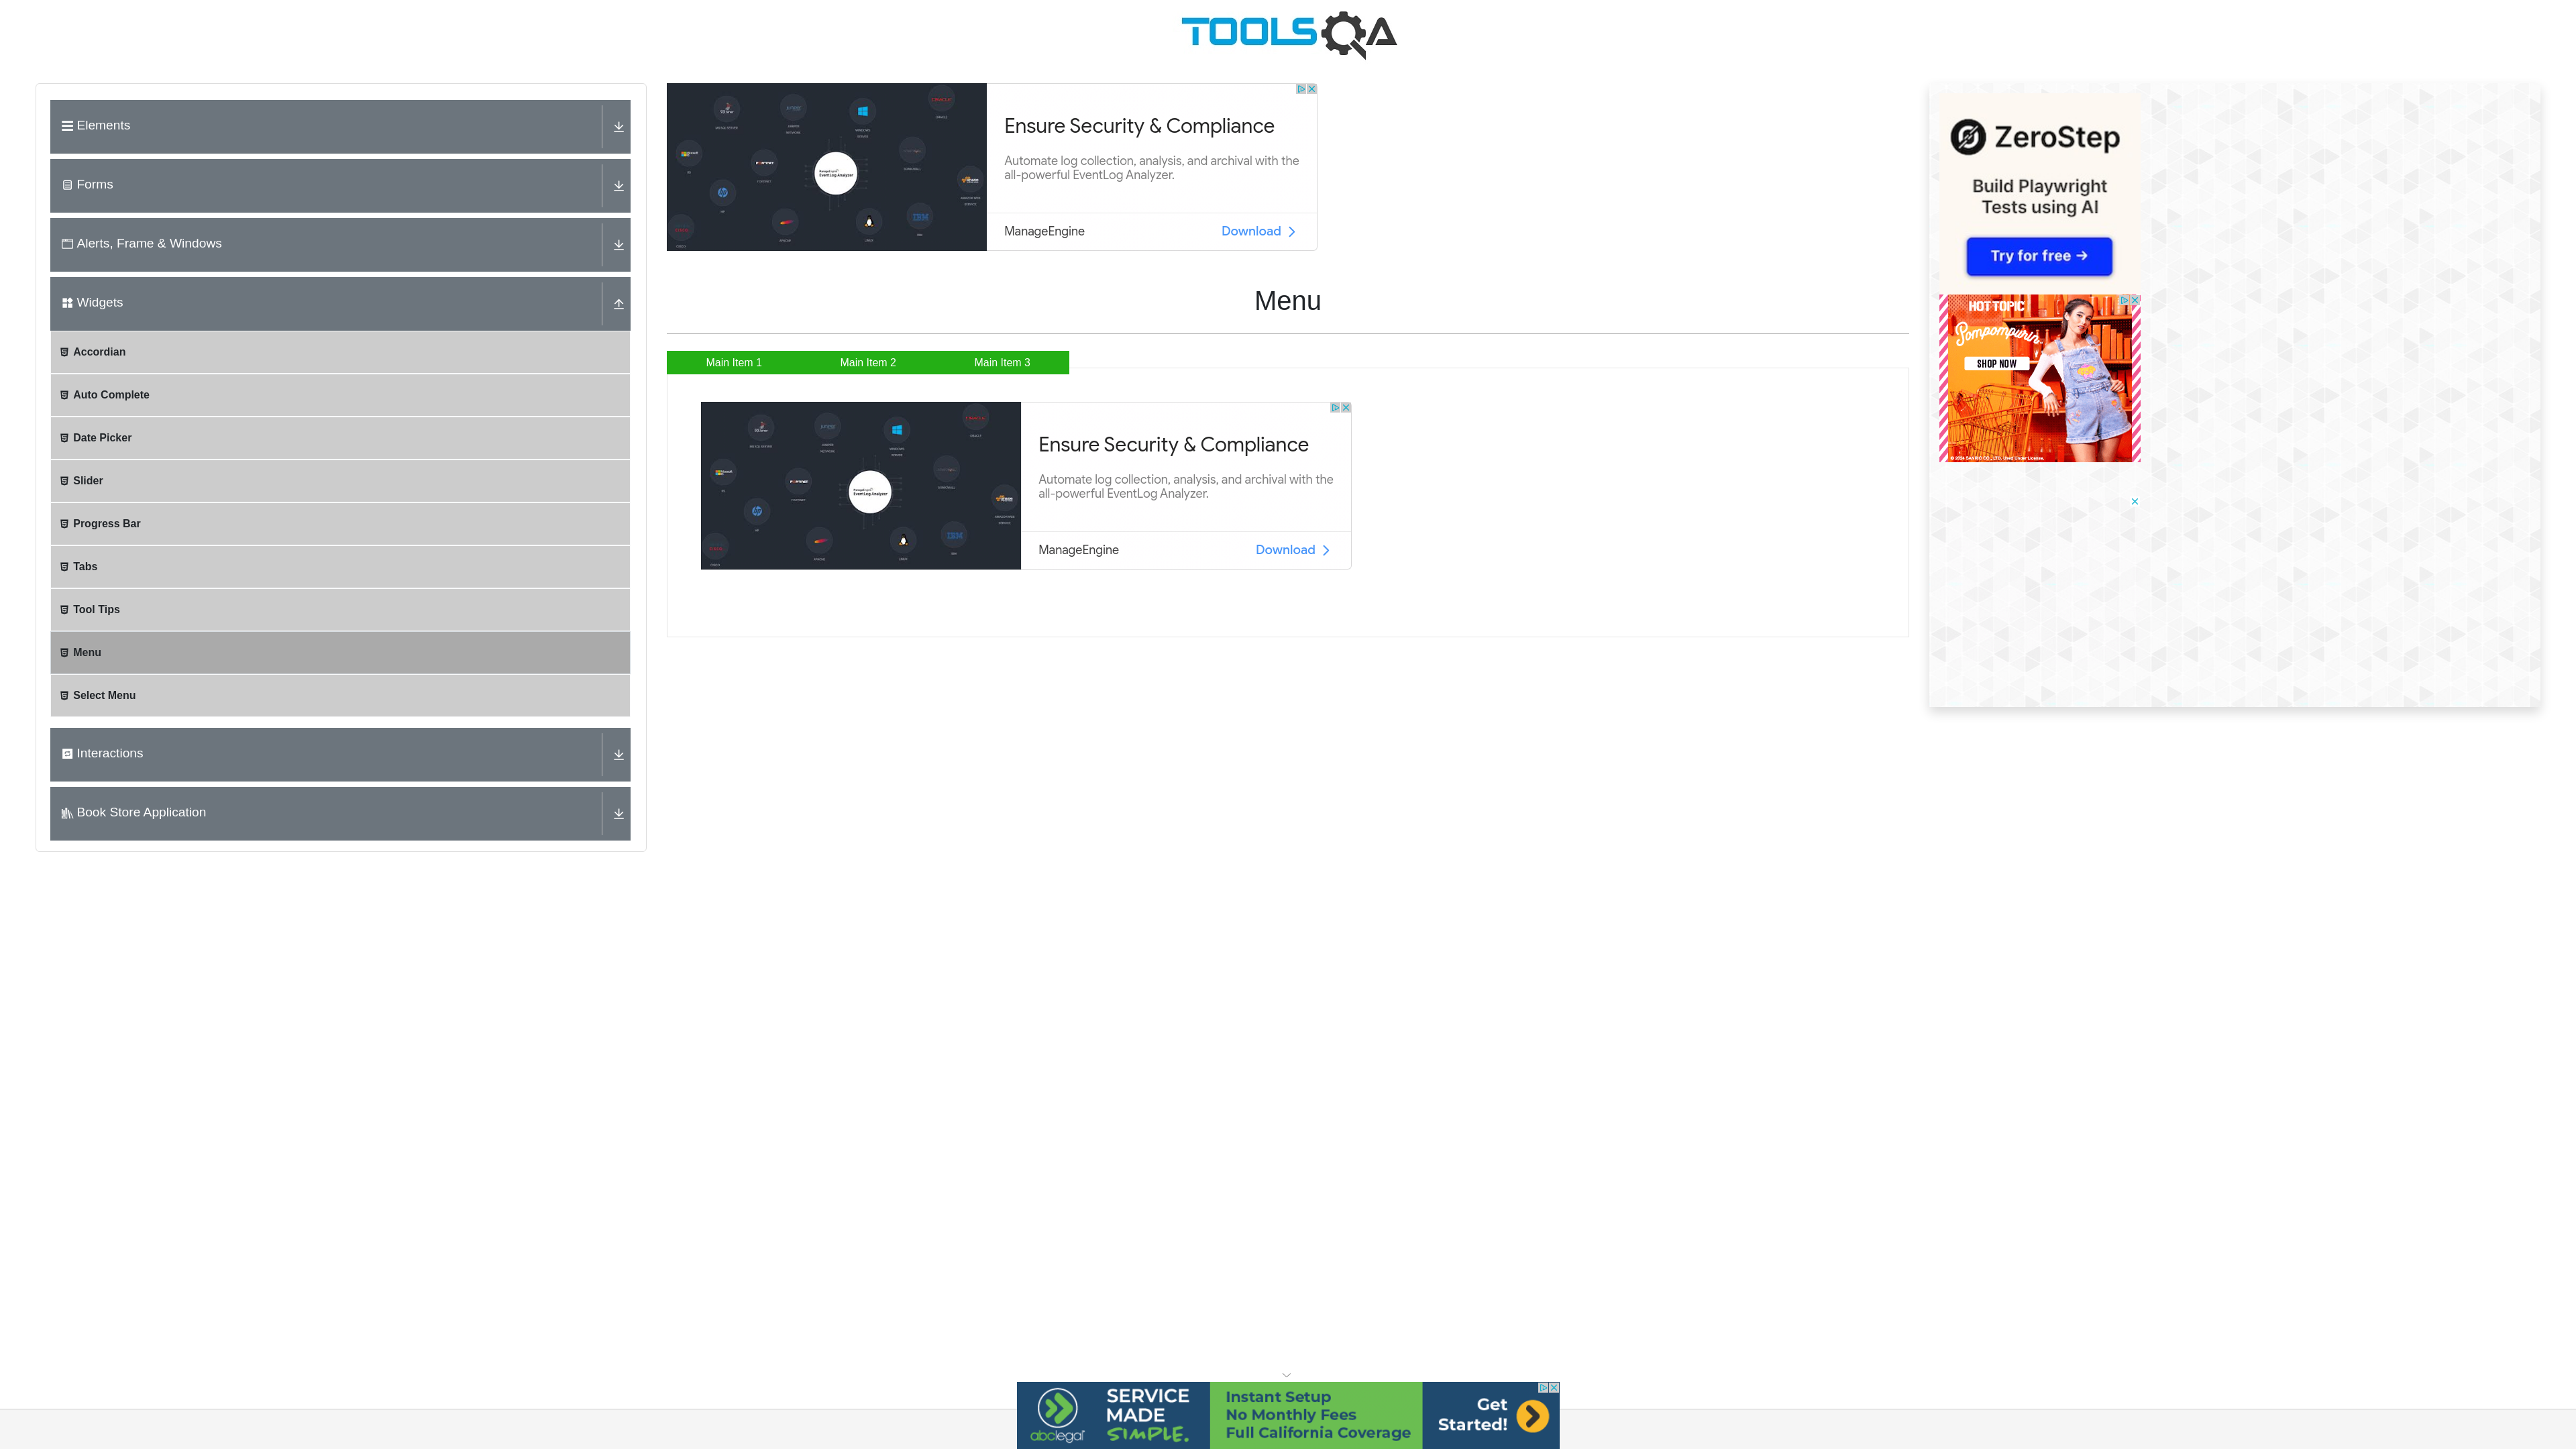 TOOLSQA
Elements
Forms
Alerts, Frame & Windows
Widgets
Accordian
Auto Complete
Date Picker
Slider
Progress Bar
Tabs
Tool Tips
Menu
Select Menu
Interactions
Book Store Application
EventLog Analyzer
Ensure Security & Compliance
Automate log collection, analysis, and archival with the
all-powerful EventLog Analyzer.
ManageEngine
Download
Menu
Main Item 1
Main Item 2
Main Item 3
EventLog Analyzer
Ensure Security & Compliance
Automate log collection, analysis, and archival with the
all-powerful EventLog Analyzer.
ManageEngine
Download
ZeroStep
Build Playwright
Tests using AI
Try for free →
HOT TOPIC
Pompompurin
SHOP NOW
abclegal
SERVICE
MADE
SIMPLE.
Instant Setup
No Monthly Fees
Full California Coverage
Get
Started!